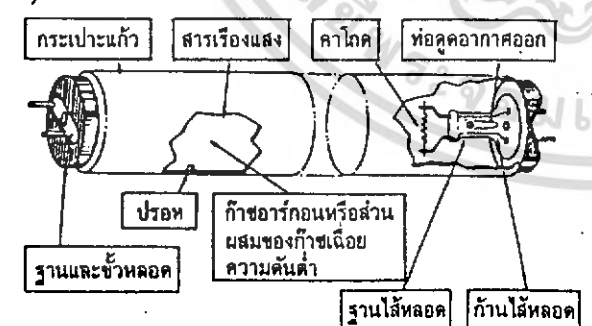 กระเปาะแก้ว
สารเรืองแสง
คาโถด
ท่อดูดอากาศออก
ปรอท
ก๊าซอาร์กอนหรือส่วน
ผสมของก๊าซเฉื่อย
ความดันต่ำ
ฐานและขั้วหลอด
ฐานไส้หลอด
ก้านไส้หลอด